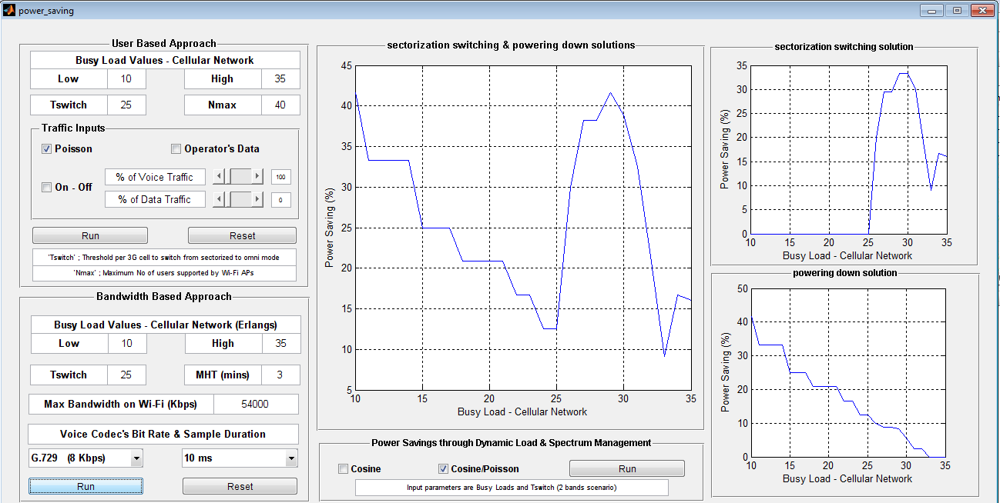 power_saving
User Based Approach
Busy Load Values - Cellular Network
Low 10 High 35
Tswitch 25 Nmax 40
Traffic Inputs
Poisson Operator's Data
On - Off
% of Voice Traffic 100
% of Data Traffic 0
Run Reset
'Tswitch' ; Threshold per 3G cell to switch from sectorized to omni mode
'Nmax' ; Maximum No of users supported by Wi-Fi APs
Bandwidth Based Approach
Busy Load Values - Cellular Network (Erlangs)
Low 10 High 35
Tswitch 25 MHT (mins) 3
Max Bandwidth on Wi-Fi (Kbps) 54000
Voice Codec's Bit Rate & Sample Duration
G.729 (8 Kbps) 10 ms
Run Reset
sectorization switching & powering down solutions
Power Saving (%)
45
40
35
30
25
20
15
10
5
10 15 20 25 30 35
Busy Load - Cellular Network
Power Savings through Dynamic Load & Spectrum Management
Cosine Cosine/Poisson Run
Input parameters are Busy Loads and Tswitch (2 bands scenario)
sectorization switching solution
Power Saving (%)
35
30
25
20
15
10
5
0
10 15 20 25 30 35
Busy Load - Cellular Network
powering down solution
Power Saving (%)
50
40
30
20
10
0
10 15 20 25 30 35
Busy Load - Cellular Network